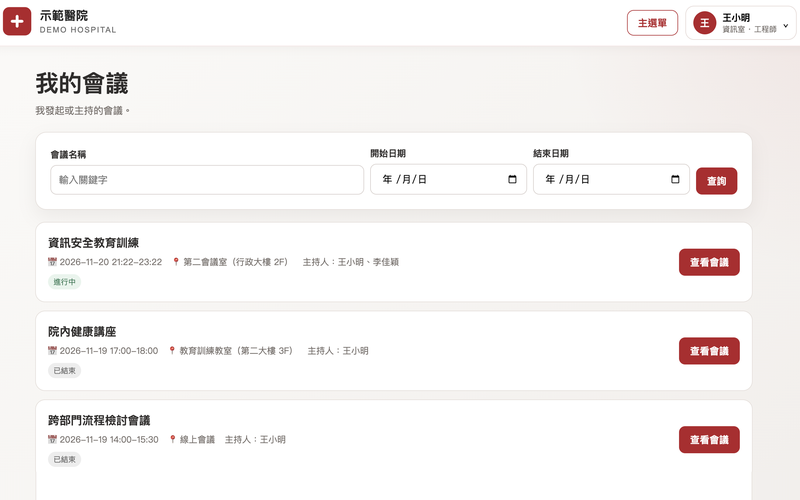 示範醫院
DEMO HOSPITAL
主選單
王
王小明
資訊室・工程師
我的會議
我發起或主持的會議。
會議名稱
開始日期
結束日期
輸入關鍵字
年 /月/日
年 /月/日
查詢
資訊安全教育訓練
2026-11-20 21:22-23:22 第二會議室（行政大樓 2F） 主持人：王小明、李佳穎
進行中
查看會議
院內健康講座
2026-11-19 17:00-18:00 教育訓練教室（第二大樓 3F） 主持人：王小明
已結束
查看會議
跨部門流程檢討會議
2026-11-19 14:00-15:30 線上會議 主持人：王小明
已結束
查看會議